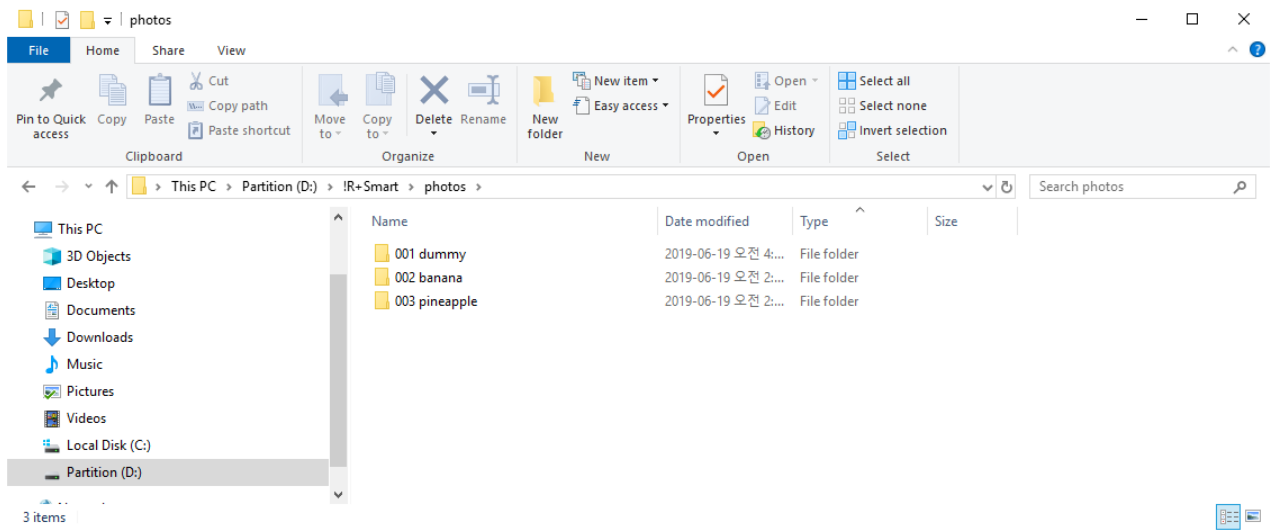 photos
File Home Share View
Pin to Quick access
Copy
Paste
Cut
Copy path
Paste shortcut
Clipboard
Move to
Copy to
Delete
Rename
Organize
New folder
New item
Easy access
New
Properties
Open
Edit
History
Open
Select all
Select none
Invert selection
Select
This PC > Partition (D:) > !R+Smart > photos >
Search photos
This PC
3D Objects
Desktop
Documents
Downloads
Music
Pictures
Videos
Local Disk (C:)
Partition (D:)
Name Date modified Type Size
001 dummy 2019-06-19 오전 4:... File folder
002 banana 2019-06-19 오전 2:... File folder
003 pineapple 2019-06-19 오전 2:... File folder
3 items